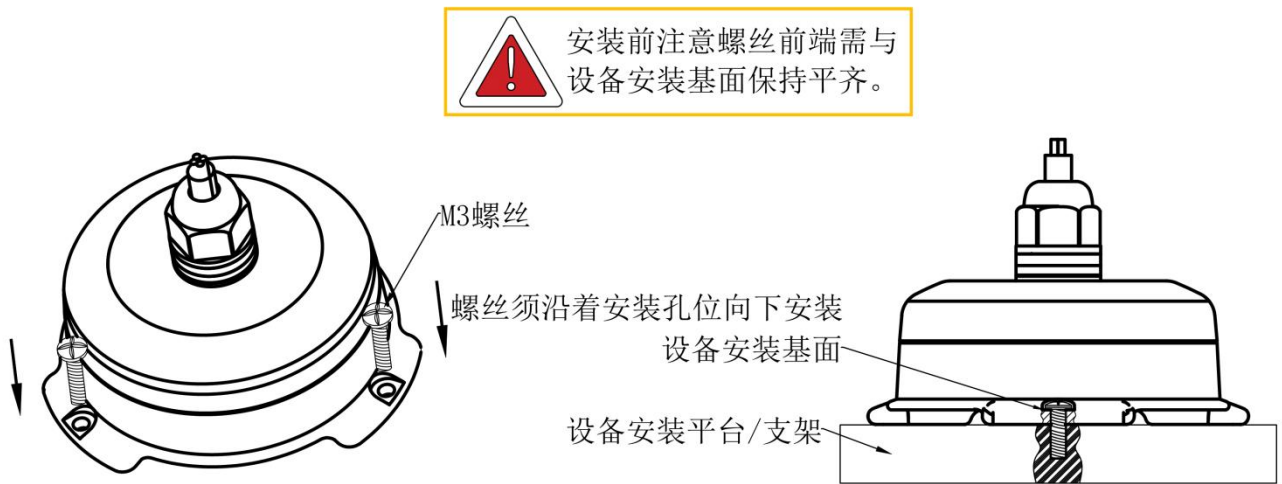 安装前注意螺丝前端需与
设备安装基面保持平齐。
M3螺丝
螺丝须沿着安装孔位向下安装
设备安装基面
设备安装平台/支架